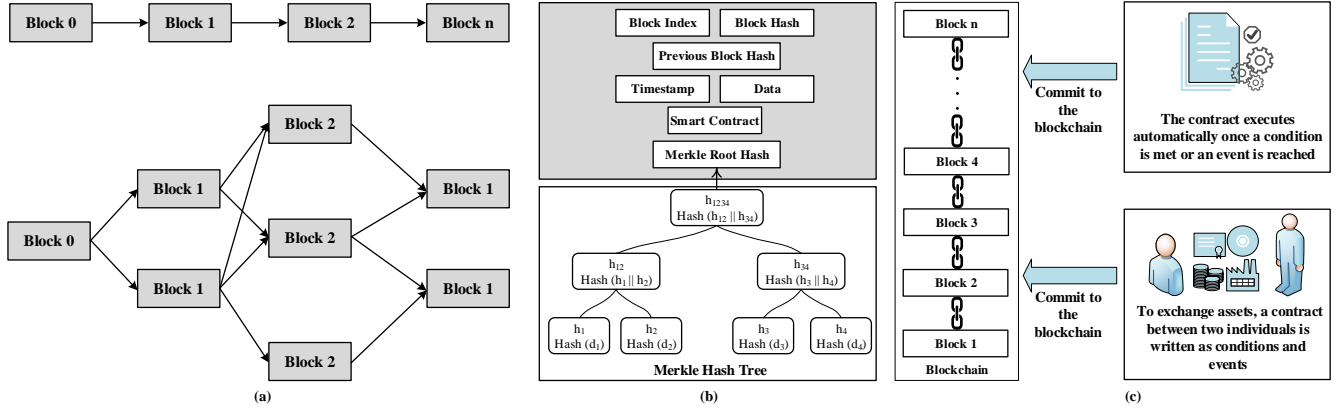 Block 0
Block 1
Block 2
Block n
Block 2
Block 1
Block 1
Block 0
Block 2
Block 1
Block 1
Block 2
(a)
Block Index
Block Hash
Previous Block Hash
Timestamp
Data
Smart Contract
Merkle Root Hash
h1234
Hash (h12 || h34)
h12
Hash (h1 || h2)
h34
Hash (h3 || h4)
h1
Hash (d1)
h2
Hash (d2)
h3
Hash (d3)
h4
Hash (d4)
Merkle Hash Tree
(b)
Block n
Block 4
Block 3
Block 2
Block 1
Blockchain
Commit to
the
blockchain
The contract executes
automatically once a condition
is met or an event is reached
Commit to
the
blockchain
To exchange assets, a contract
between two individuals is
written as conditions and
events
(c)